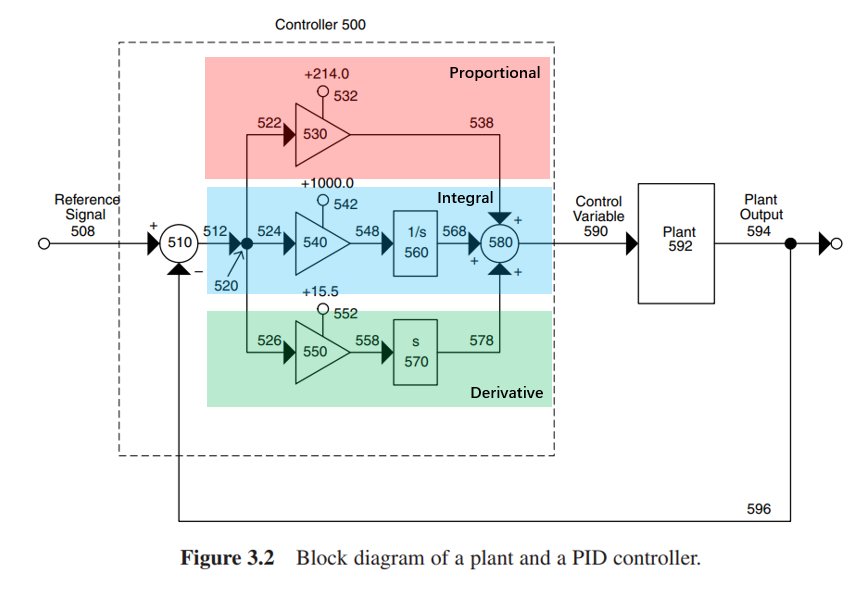 Controller 500
+214.0
Proportional
532
522
530
538
+1000.0
Integral
542
Reference
Signal
508
+
510
−
512
520
524
540
548
1/s
560
568
+
580
+
+
Control
Variable
590
Plant
592
Plant
Output
594
+15.5
552
526
550
558
s
570
578
Derivative
596
Figure 3.2 Block diagram of a plant and a PID controller.